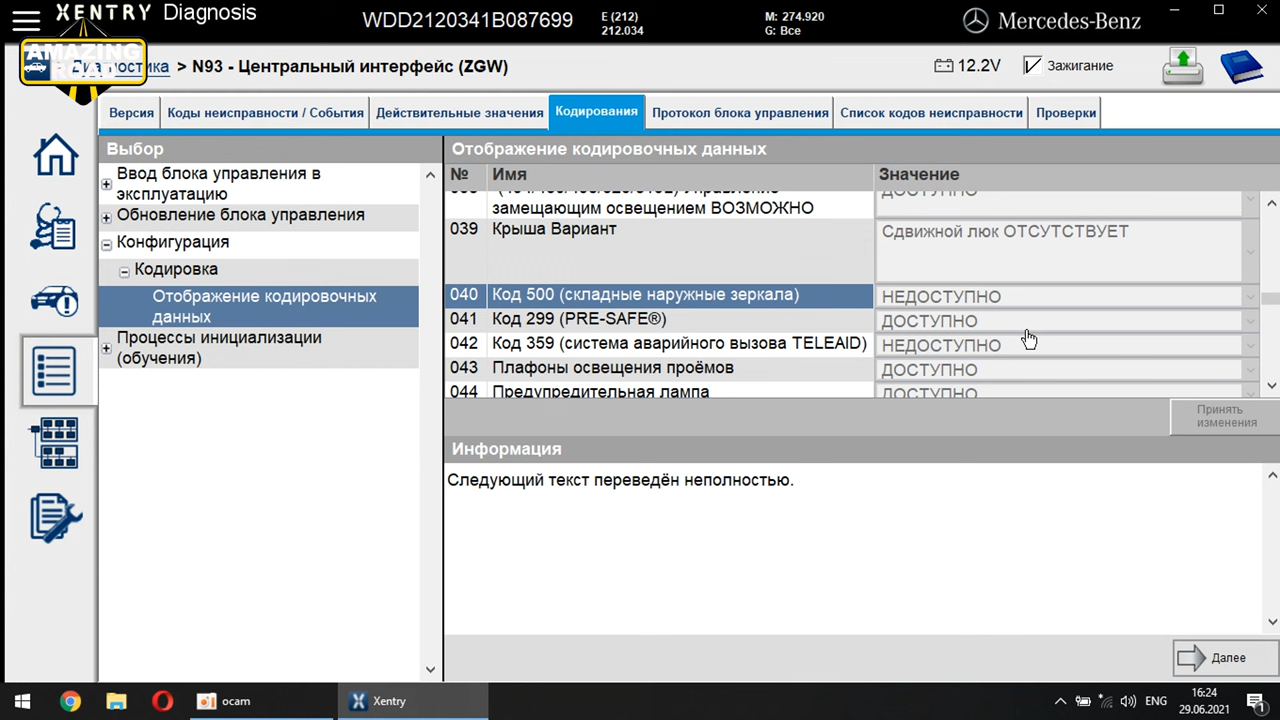 XENTRY Diagnosis
WDD2120341B087699
E (212)
212.034
M: 274.920
G: Все
Mercedes-Benz
AMAZING
ROAD
Диагностика > N93 - Центральный интерфейс (ZGW)
12.2V
Зажигание
Версия
Коды неисправности / События
Действительные значения
Кодирования
Протокол блока управления
Список кодов неисправности
Проверки
Выбор
Ввод блока управления в
эксплуатацию
Обновление блока управления
Конфигурация
Кодировка
Отображение кодировочных
данных
Процессы инициализации
(обучения)
Отображение кодировочных данных
№ Имя Значение
замещающим освещением ВОЗМОЖНО
ДОСТУПНО
039 Крыша Вариант Сдвижной люк ОТСУТСТВУЕТ
040 Код 500 (складные наружные зеркала) НЕДОСТУПНО
041 Код 299 (PRE-SAFE®) ДОСТУПНО
042 Код 359 (система аварийного вызова TELEAID) НЕДОСТУПНО
043 Плафоны освещения проёмов ДОСТУПНО
044 Предупредительная лампа ДОСТУПНО
Принять
изменения
Информация
Следующий текст переведён неполностью.
Далее
ocam
Xentry
ENG
16:24
29.06.2021
1